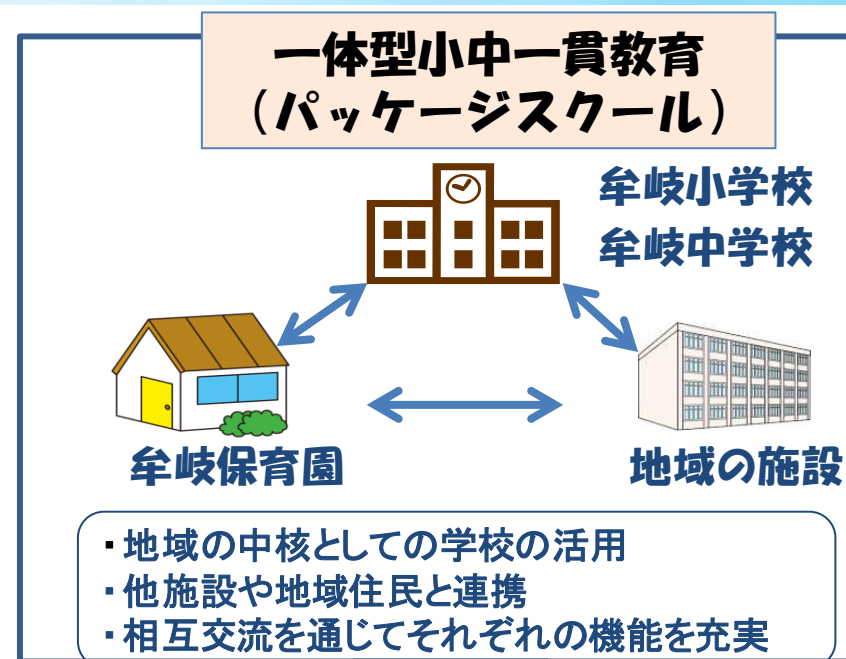 一体型小中一貫教育
(パッケージスクール)
牟岐小学校
牟岐中学校
牟岐保育園
地域の施設
・地域の中核としての学校の活用
・他施設や地域住民と連携
・相互交流を通じてそれぞれの機能を充実